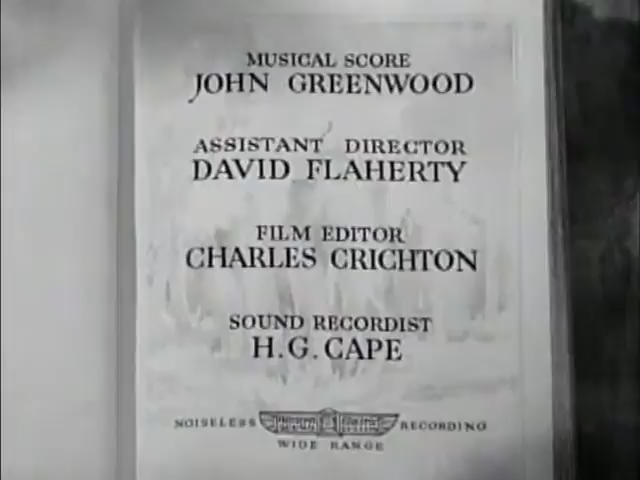 MUSICAL SCORE
JOHN GREENWOOD
ASSISTANT DIRECTOR
DAVID FLAHERTY
FILM EDITOR
CHARLES CRICHTON
SOUND RECORDIST
H.G. CAPE
NOISELESS RECORDING
WIDE RANGE